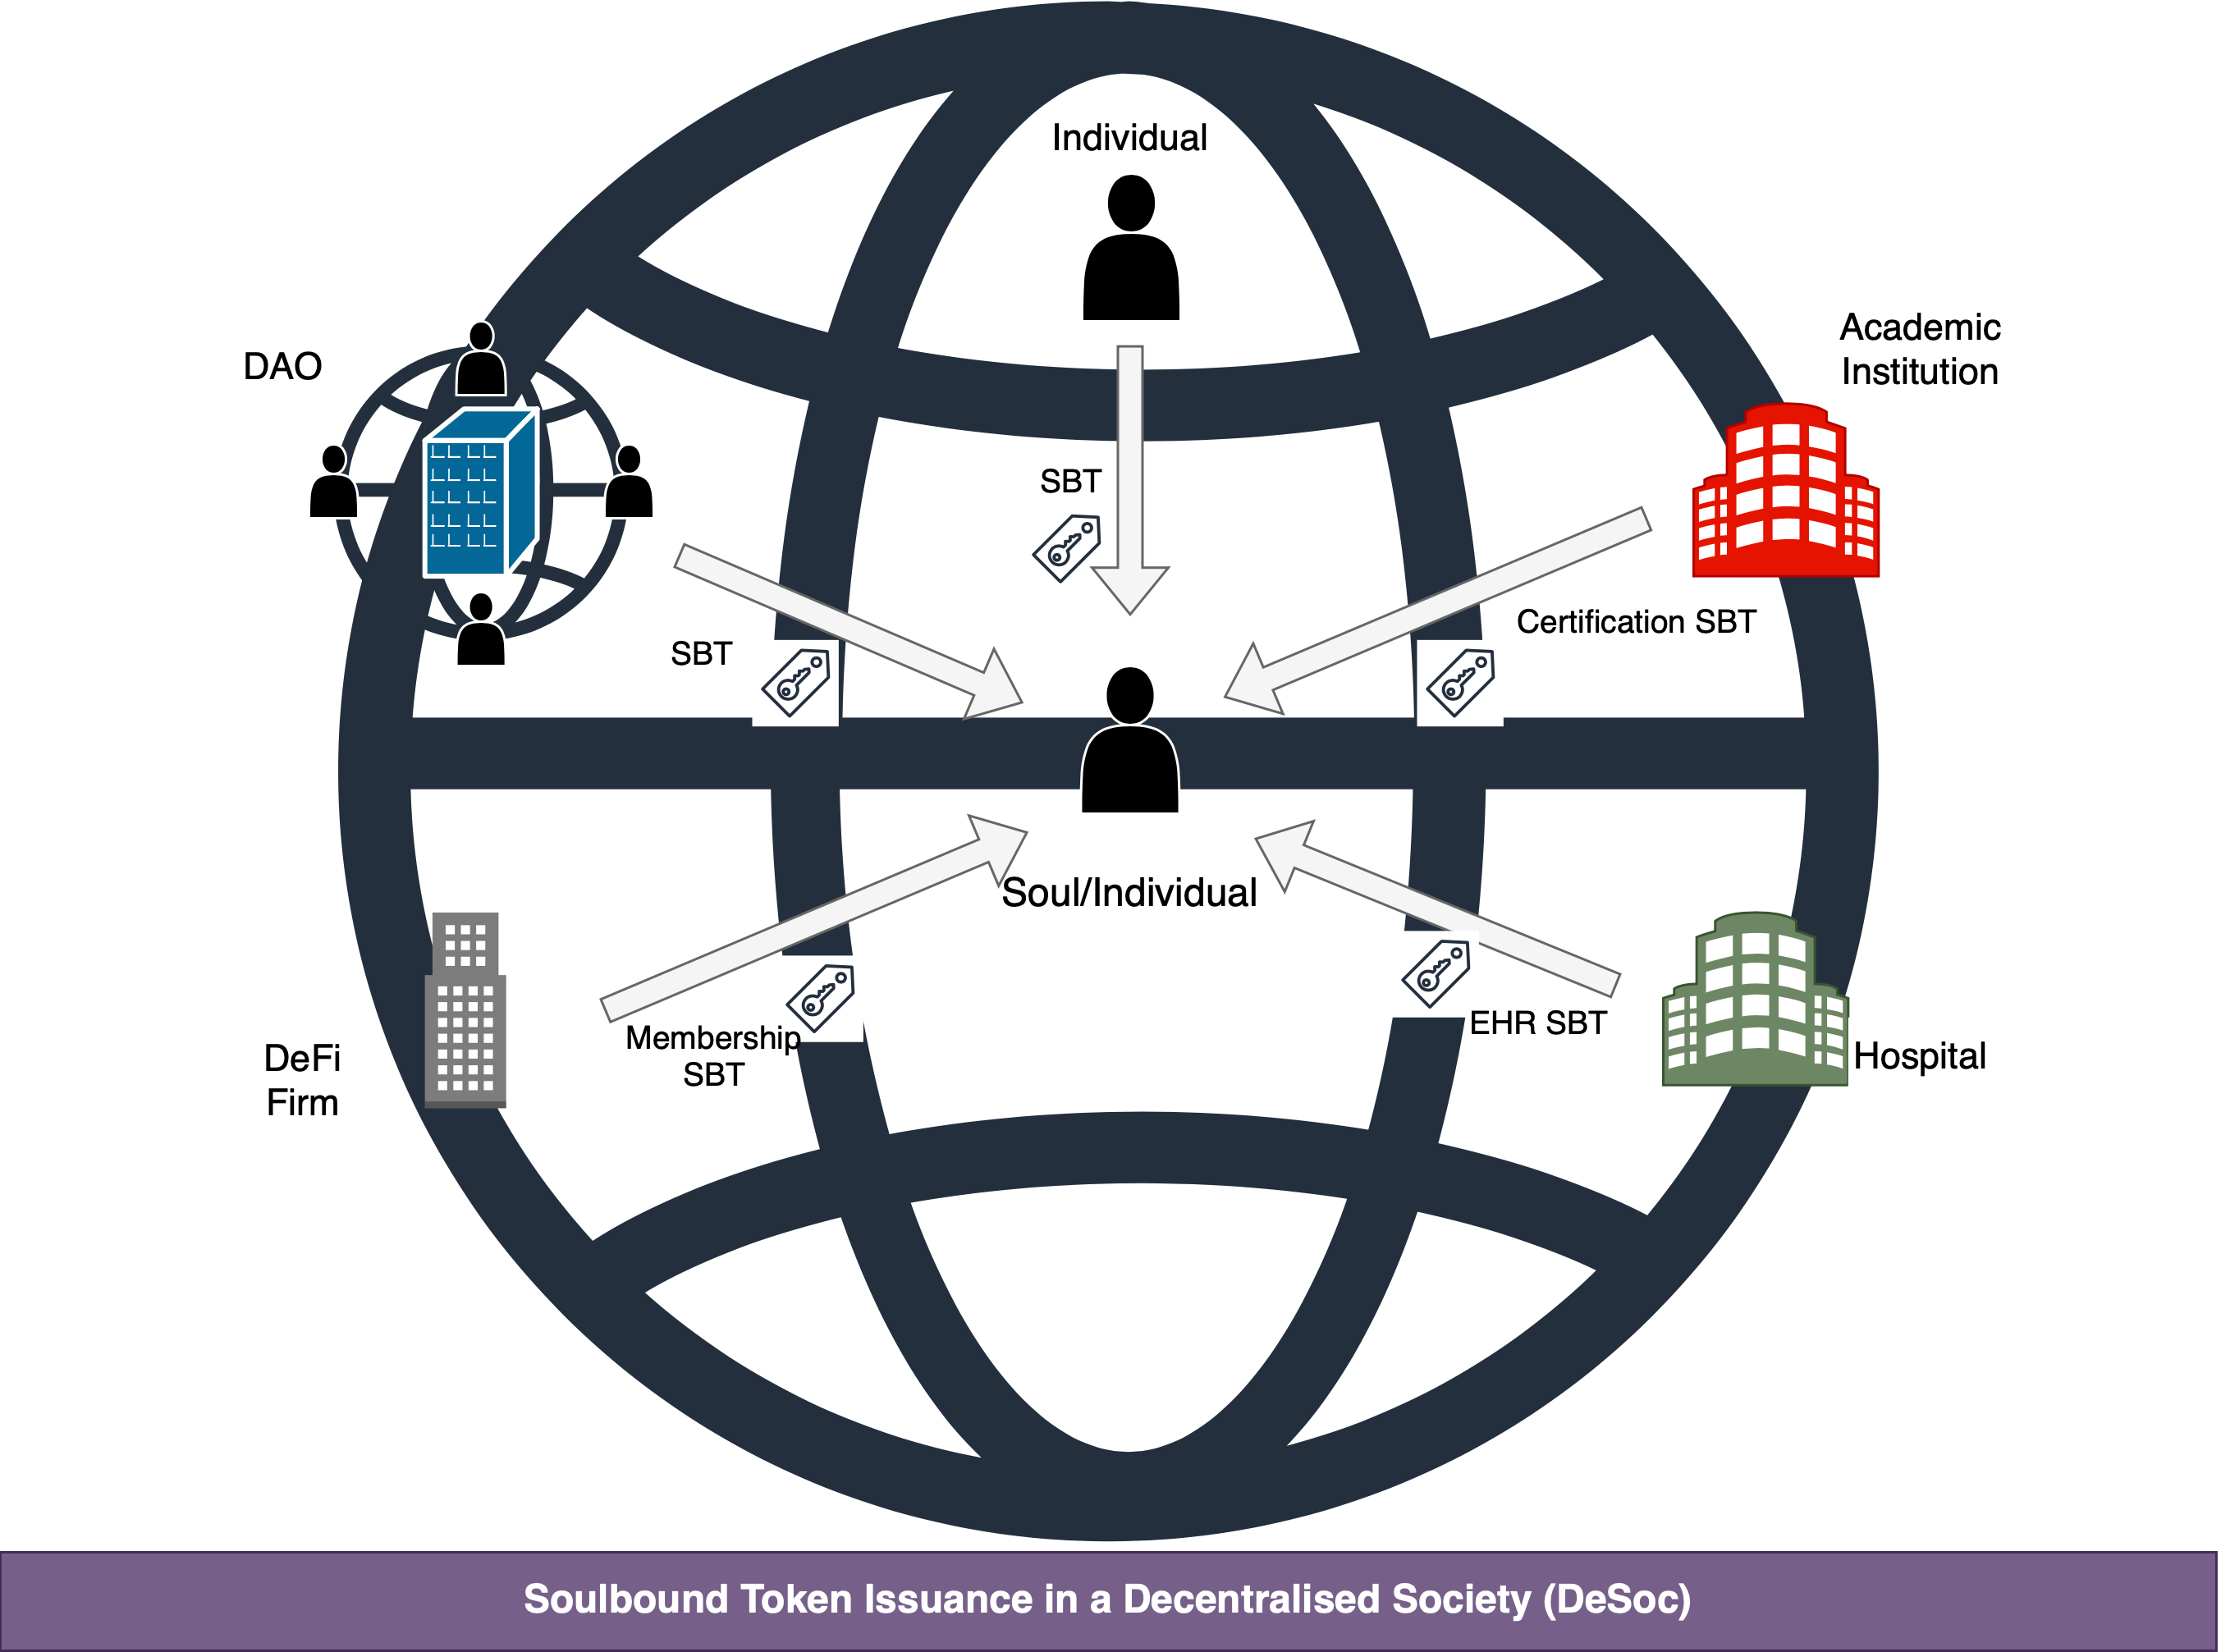 Individual
Academic
Institution
DAO
SBT
Certification SBT
SBT
Soul/Individual
Membership
SBT
EHR SBT
DeFi
Firm
Hospital
Soulbound Token Issuance in a Decentralised Society (DeSoc)